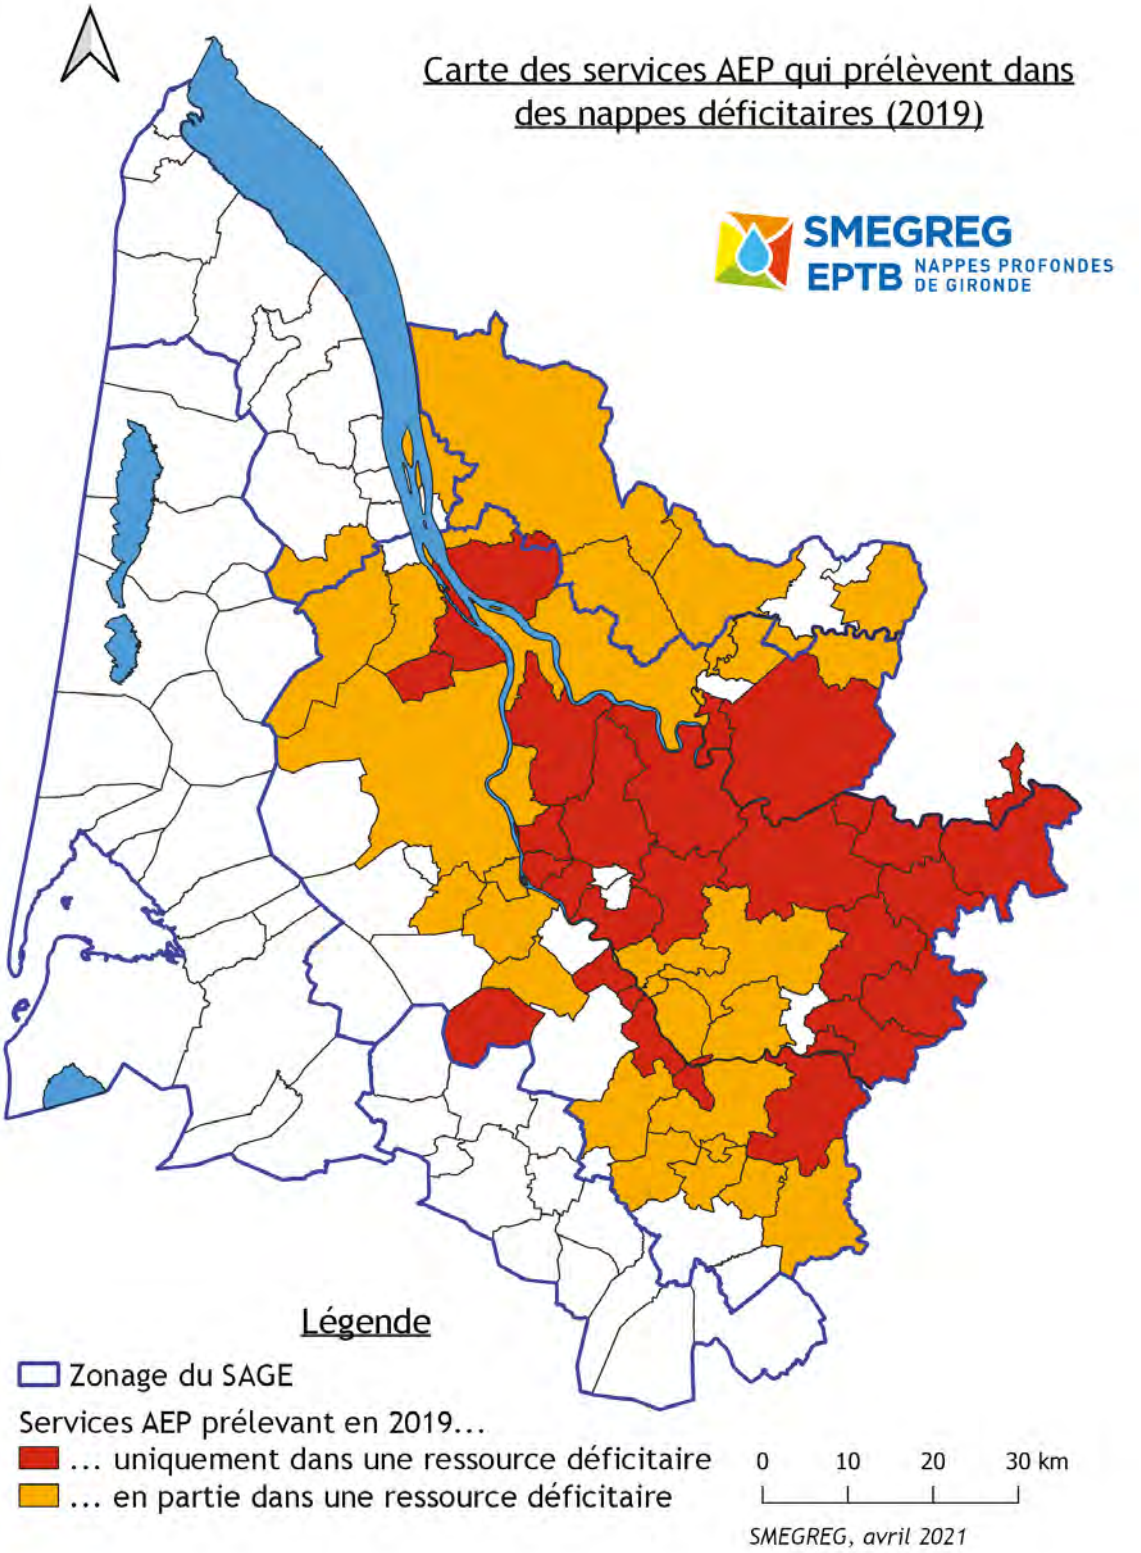 Carte des services AEP qui prélèvent dans
des nappes déficitaires (2019)
SMEGREG
EPTB NAPPES PROFONDES
DE GIRONDE
Légende
Zonage du SAGE
Services AEP prélevant en 2019...
... uniquement dans une ressource déficitaire
... en partie dans une ressource déficitaire
0 10 20 30 km
SMEGREG, avril 2021